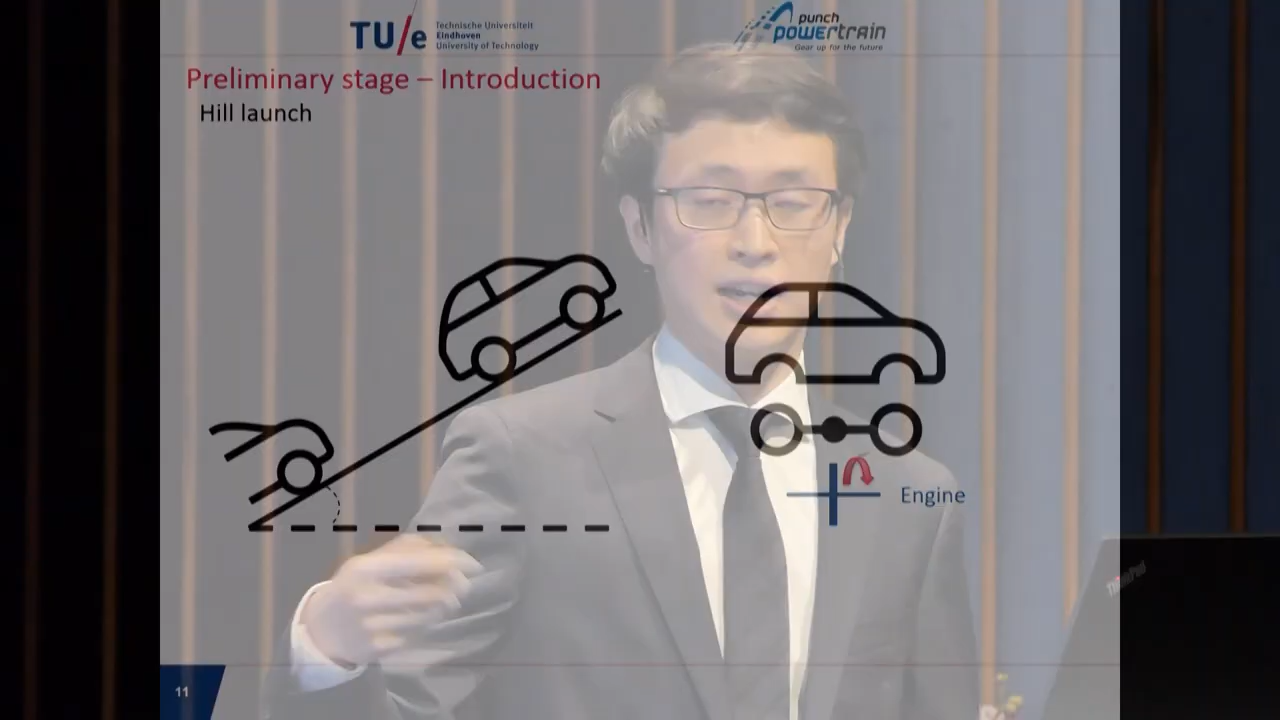 TU/e
Technische Universiteit
Eindhoven
University of Technology
punch
powertrain
Gear up for the future
Preliminary stage – Introduction
Hill launch
Engine
ThinkPad
11